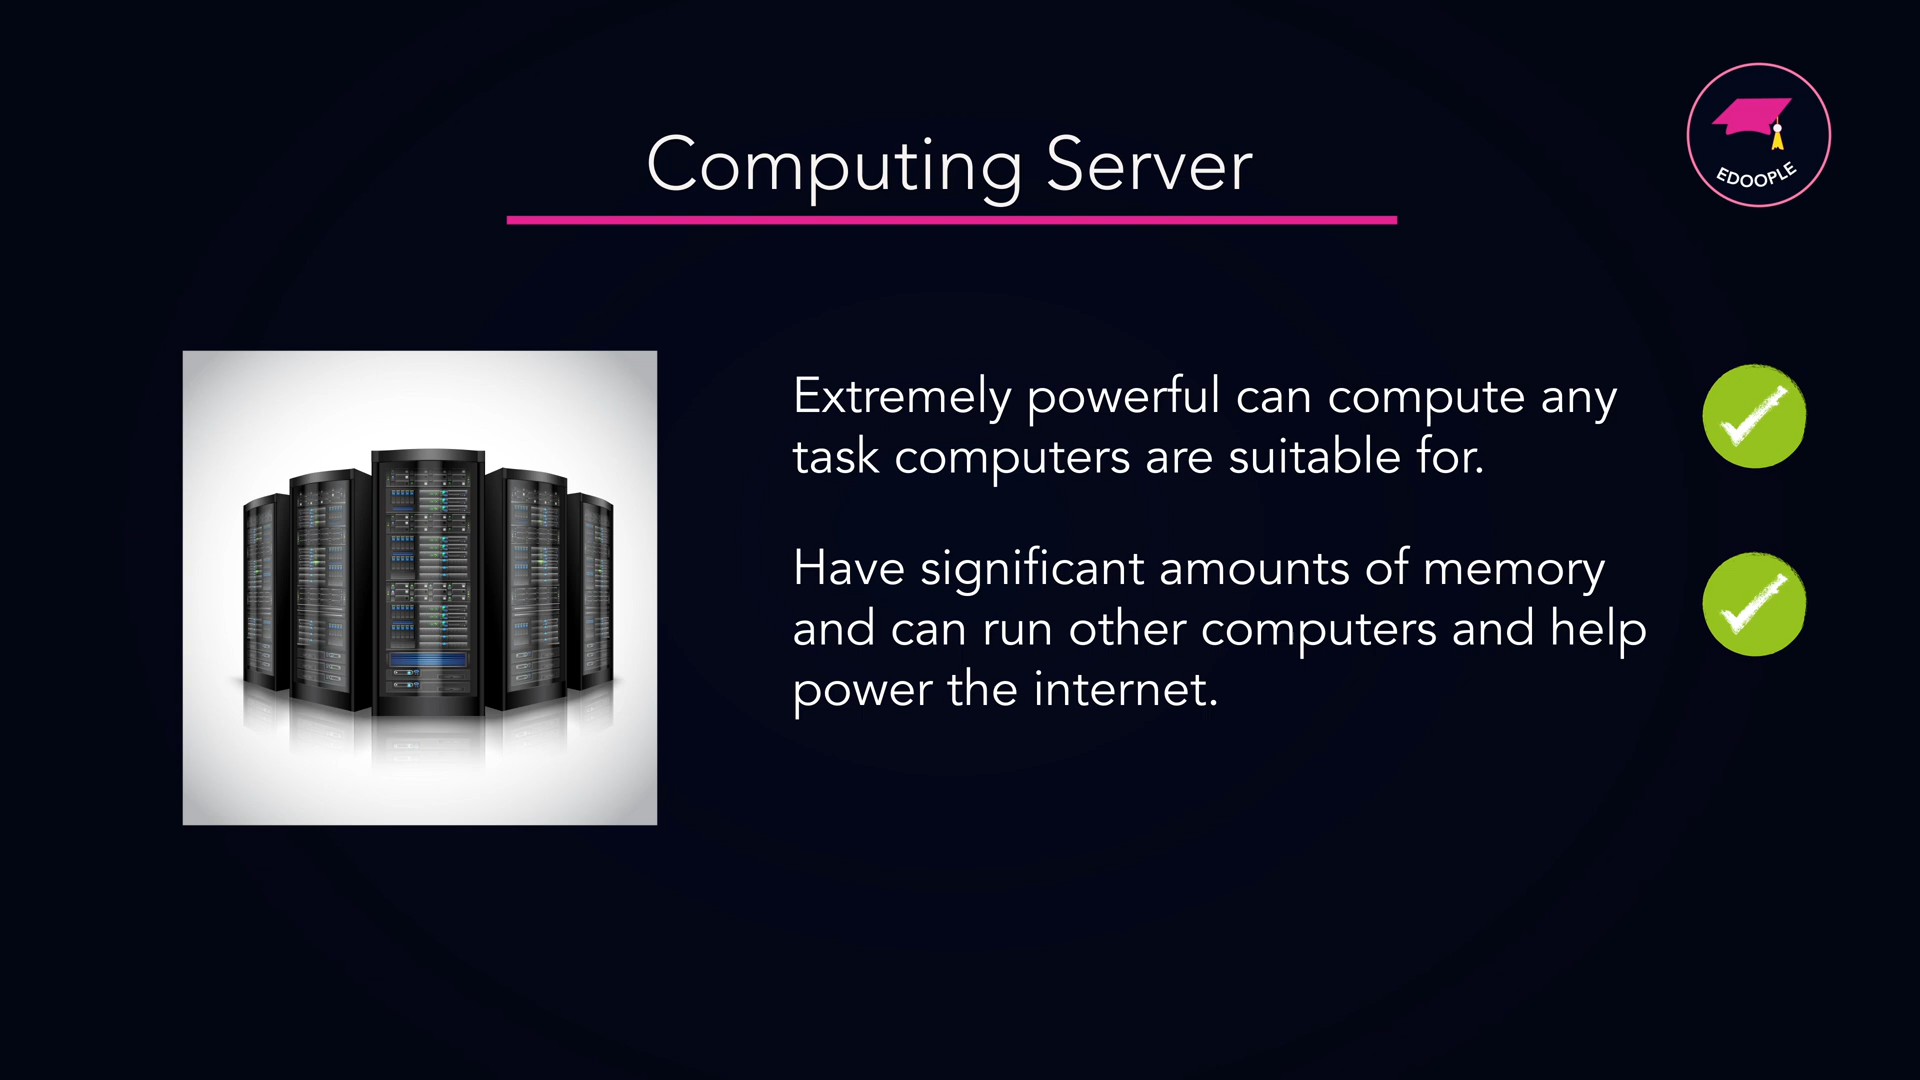 Computing Server
EDOOPLE
Extremely powerful can compute any
task computers are suitable for.
Have significant amounts of memory
and can run other computers and help
power the internet.